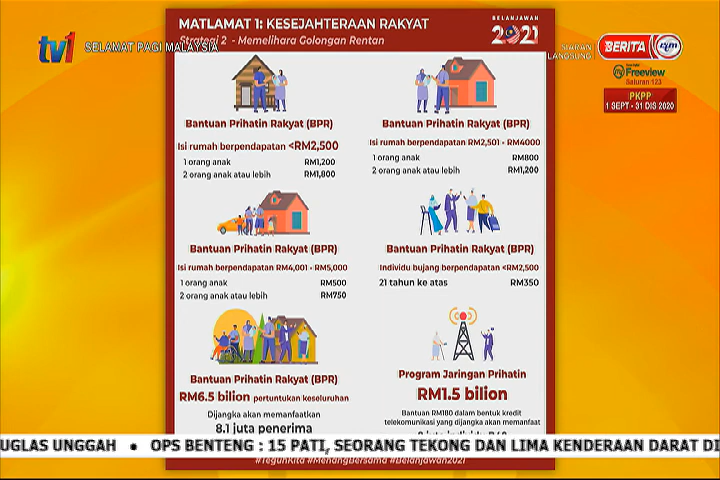 MATLAMAT 1: KESEJAHTERAAN RAKYAT
Strategi 2 - Memelihara Golongan Rentan
BELANJAWAN
2021
tv1
SELAMAT PAGI MALAYSIA
SIARAN
LANGSUNG
BERITA
rtm
Freeview
Saluran 123
PKPP
1 SEPT - 31 DIS 2020
Bantuan Prihatin Rakyat (BPR)
Isi rumah berpendapatan <RM2,500
1 orang anak RM1,200
2 orang anak atau lebih RM1,800
Bantuan Prihatin Rakyat (BPR)
Isi rumah berpendapatan RM2,501 - RM4000
1 orang anak RM800
2 orang anak atau lebih RM1,200
Bantuan Prihatin Rakyat (BPR)
Isi rumah berpendapatan RM4,001 - RM5,000
1 orang anak RM500
2 orang anak atau lebih RM750
Bantuan Prihatin Rakyat (BPR)
Individu bujang berpendapatan <RM2,500
21 tahun ke atas RM350
Bantuan Prihatin Rakyat (BPR)
RM6.5 bilion pertuntukan keseluruhan
Dijangka akan memanfaatkan
8.1 juta penerima
Program Jaringan Prihatin
RM1.5 bilion
Bantuan RM180 dalam bentuk kredit
telekomunikasi yang dijangka akan memanfaat
UGLAS UNGGAH • OPS BENTENG : 15 PATI, SEORANG TEKONG DAN LIMA KENDERAAN DARAT DI
#TeguhKita #MenangBersama #Belanjawan2021